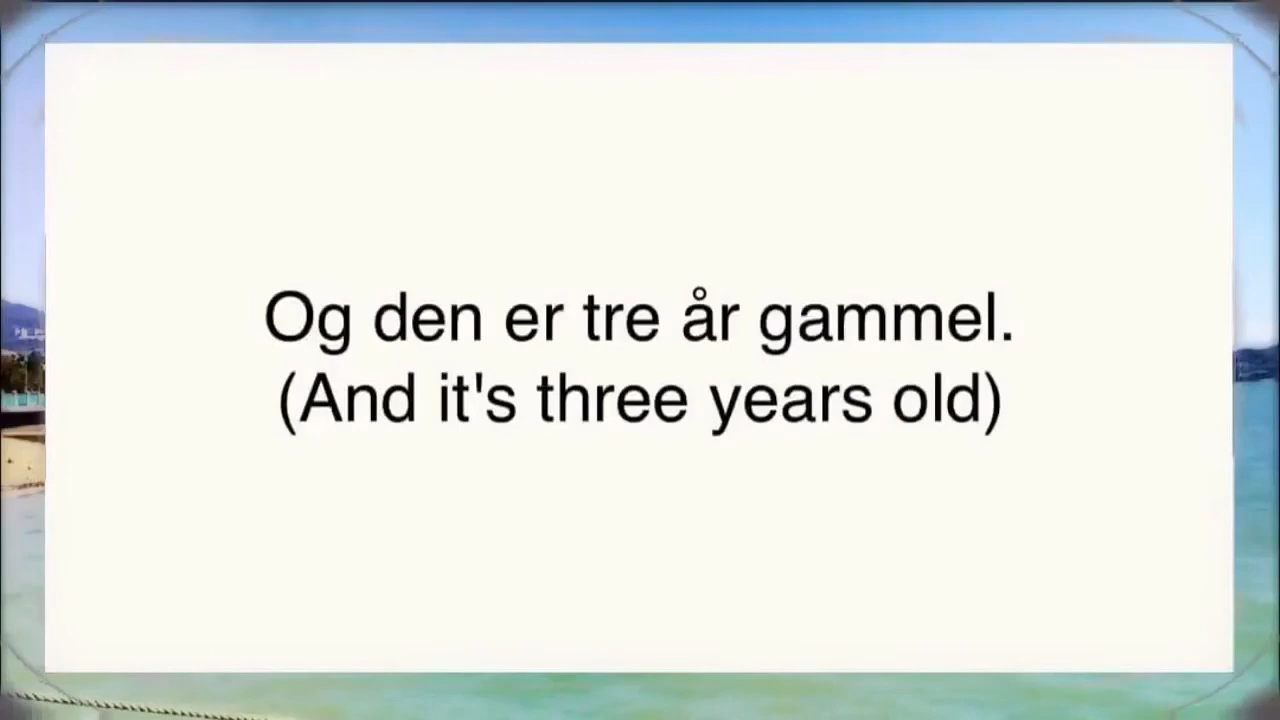 Og den er tre år gammel.
(And it's three years old)